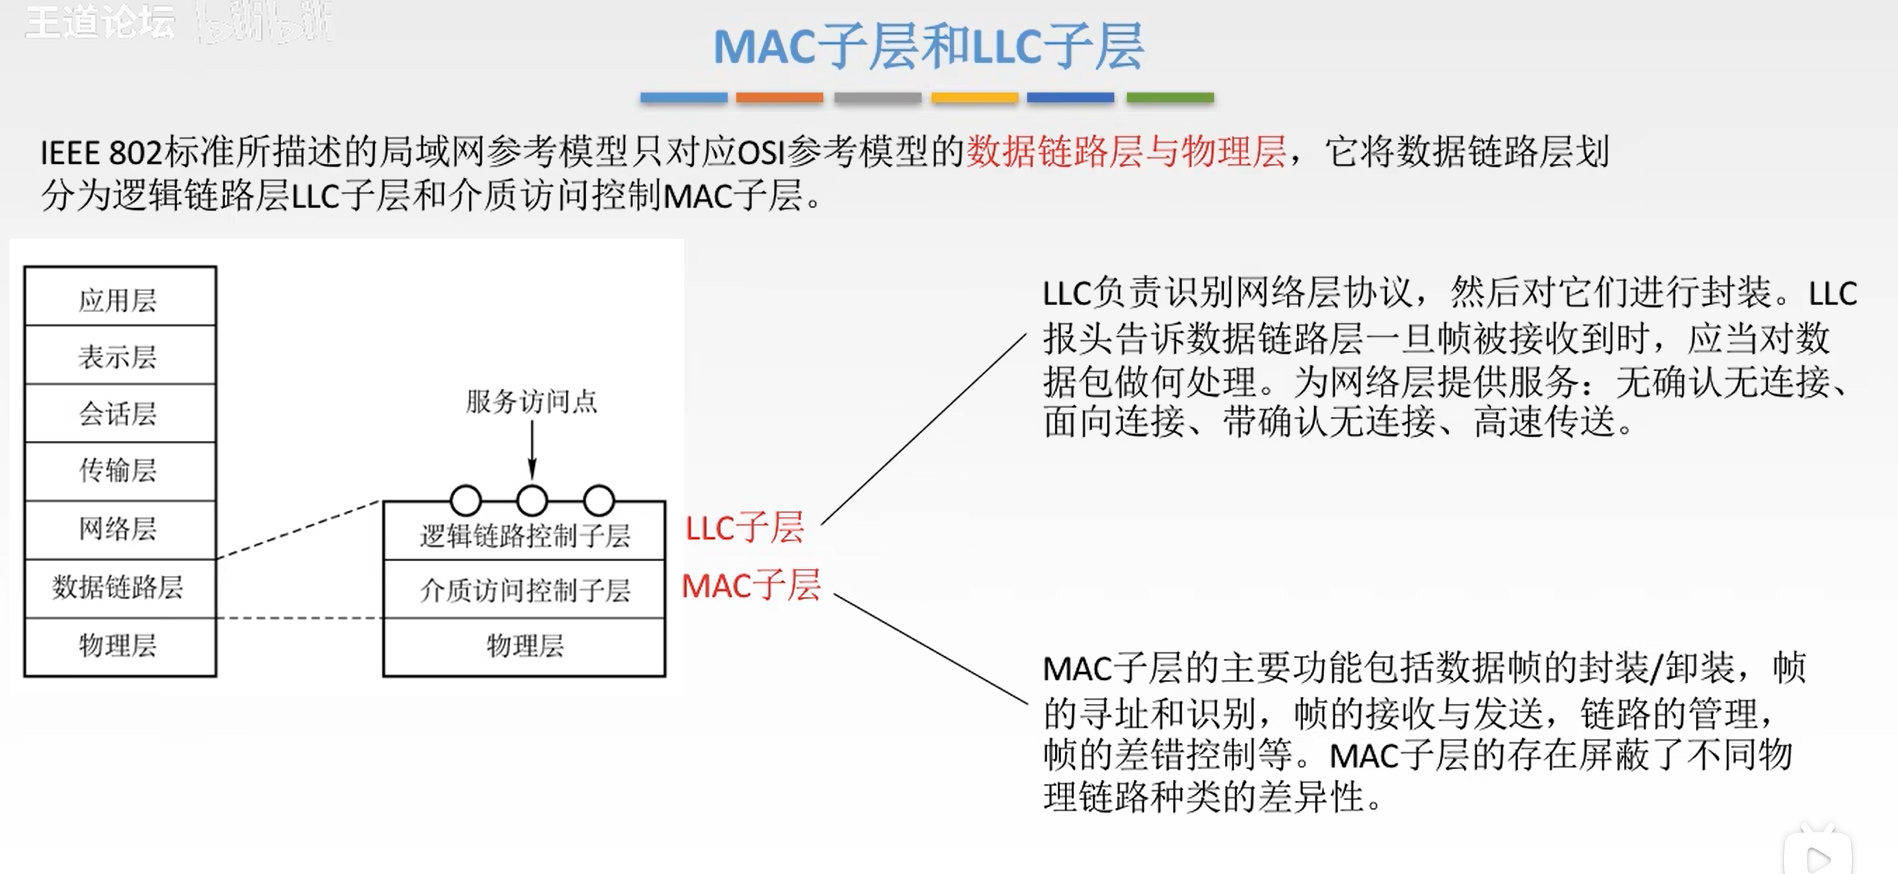 王道论坛 bilibili
MAC子层和LLC子层
IEEE 802标准所描述的局域网参考模型只对应OSI参考模型的数据链路层与物理层，它将数据链路层划
分为逻辑链路层LLC子层和介质访问控制MAC子层。
应用层
表示层
会话层
传输层
网络层
数据链路层
物理层
服务访问点
逻辑链路控制子层
介质访问控制子层
物理层
LLC子层
MAC子层
LLC负责识别网络层协议，然后对它们进行封装。LLC
报头告诉数据链路层一旦帧被接收到时，应当对数
据包做何处理。为网络层提供服务：无确认无连接、
面向连接、带确认无连接、高速传送。
MAC子层的主要功能包括数据帧的封装/卸装，帧
的寻址和识别，帧的接收与发送，链路的管理，
帧的差错控制等。MAC子层的存在屏蔽了不同物
理链路种类的差异性。